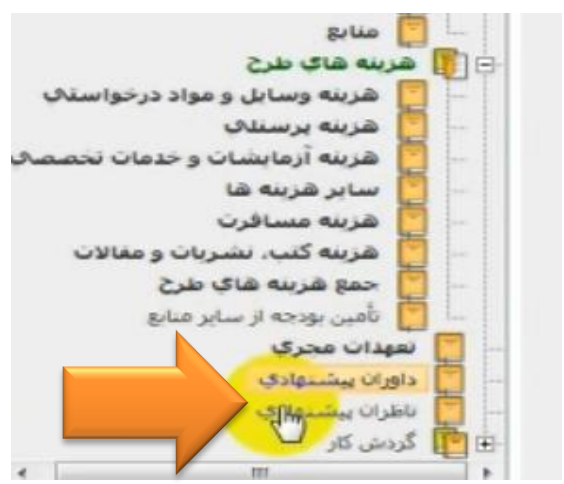 منابع
هزینه های طرح
هزینه وسایل و مواد درخواستی
هزینه پرسنلی
هزینه آزمایشات و خدمات تخصصی
سایر هزینه ها
هزینه مسافرت
هزینه کتب، نشریات و مقالات
جمع هزینه های طرح
تأمین بودجه از سایر منابع
تعهدات مجری
داوران پیشنهادی
ناظران پیشنهادی
گردش کار